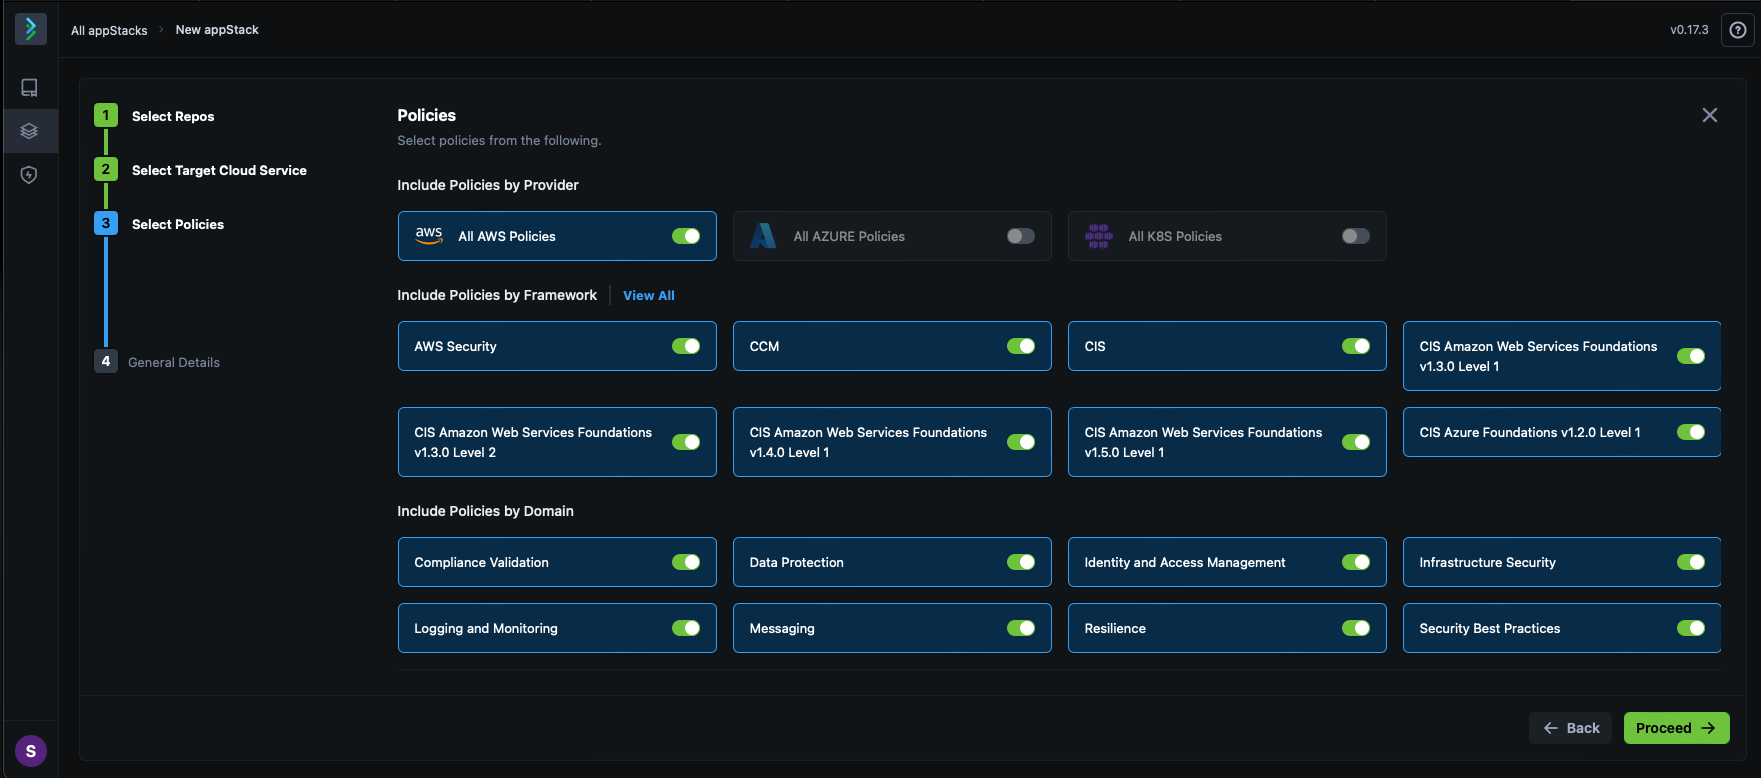 All appStacks
New appStack
v0.17.3
1 Select Repos
2 Select Target Cloud Service
3 Select Policies
4 General Details
Policies
Select policies from the following.
Include Policies by Provider
aws All AWS Policies
All AZURE Policies
All K8S Policies
Include Policies by Framework
View All
AWS Security
CCM
CIS
CIS Amazon Web Services Foundations
v1.3.0 Level 1
CIS Amazon Web Services Foundations
v1.3.0 Level 2
CIS Amazon Web Services Foundations
v1.4.0 Level 1
CIS Amazon Web Services Foundations
v1.5.0 Level 1
CIS Azure Foundations v1.2.0 Level 1
Include Policies by Domain
Compliance Validation
Data Protection
Identity and Access Management
Infrastructure Security
Logging and Monitoring
Messaging
Resilience
Security Best Practices
S
Back
Proceed